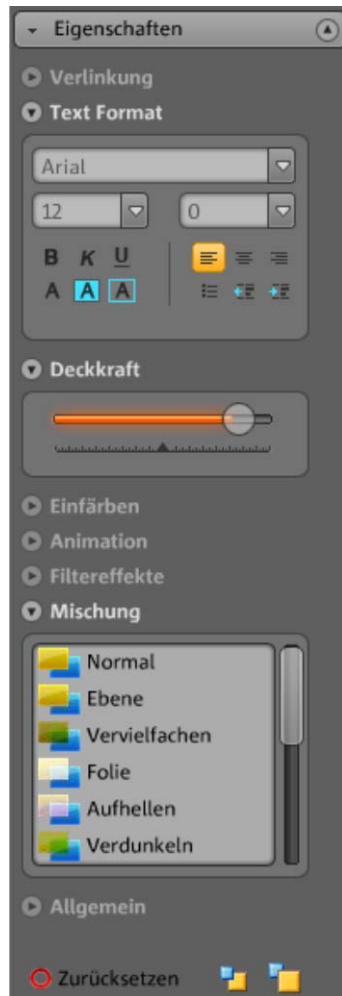 Eigenschaften
Verlinkung
Text Format
Arial
12 0
B K U
A A A
Deckkraft
Einfärben
Animation
Filtereffekte
Mischung
Normal
Ebene
Vervielfachen
Folie
Aufhellen
Verdunkeln
Allgemein
Zurücksetzen